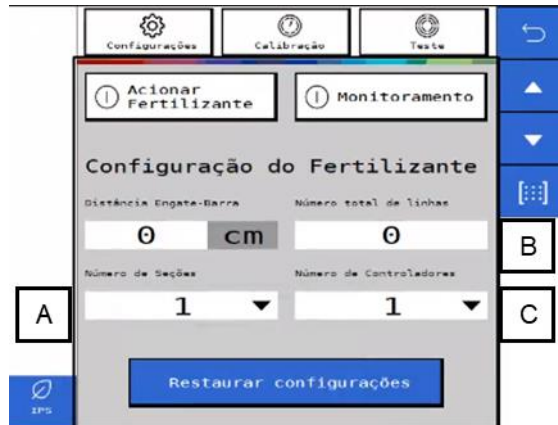 Configurações
Calibração
Teste
Acionar
Fertilizante
Monitoramento
Configuração do Fertilizante
Distância Engate-Barra
Número total de linhas
0 cm
0
B
Número de Seções
Número de Controladores
A
1
1
C
Restaurar configurações
IPS